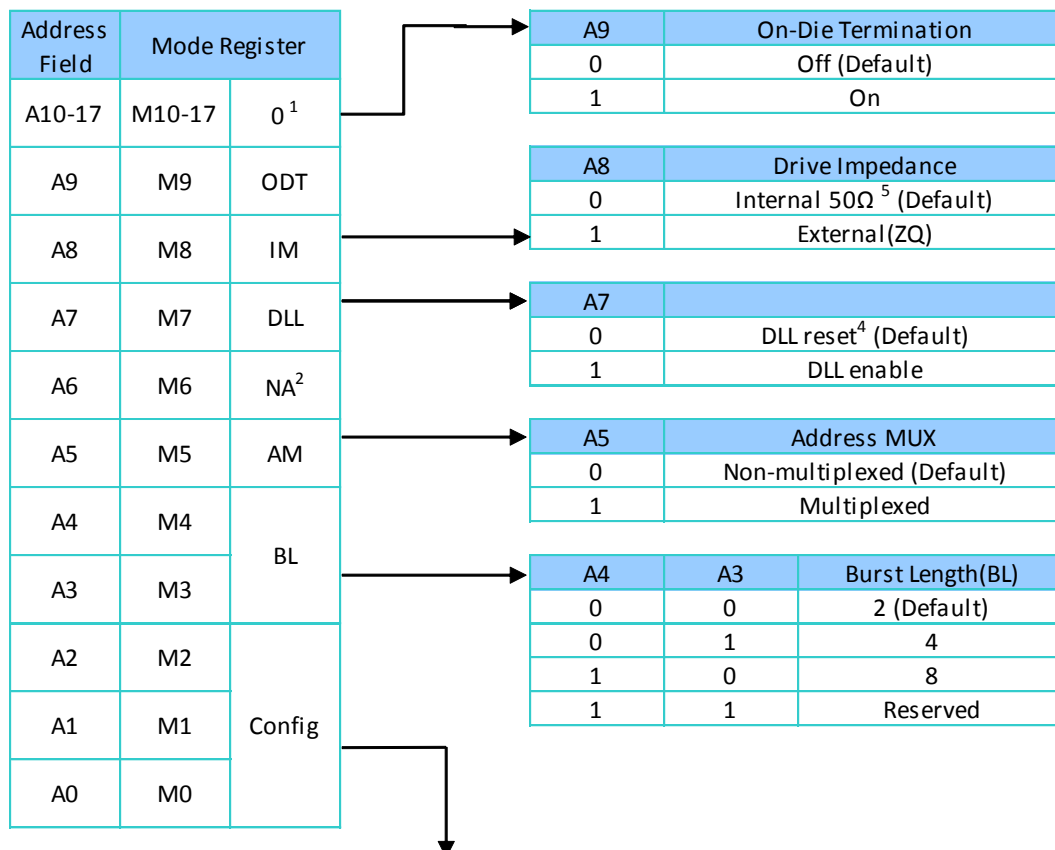 Address Field Mode Register
A10-17 M10-17 0¹
A9 M9 ODT
A8 M8 IM
A7 M7 DLL
A6 M6 NA²
A5 M5 AM
A4 M4 BL
A3 M3
A2 M2 Config
A1 M1
A0 M0
A9 On-Die Termination
0 Off (Default)
1 On
A8 Drive Impedance
0 Internal 50Ω ⁵ (Default)
1 External(ZQ)
A7
0 DLL reset⁴ (Default)
1 DLL enable
A5 Address MUX
0 Non-multiplexed (Default)
1 Multiplexed
A4 A3 Burst Length(BL)
0 0 2 (Default)
0 1 4
1 0 8
1 1 Reserved